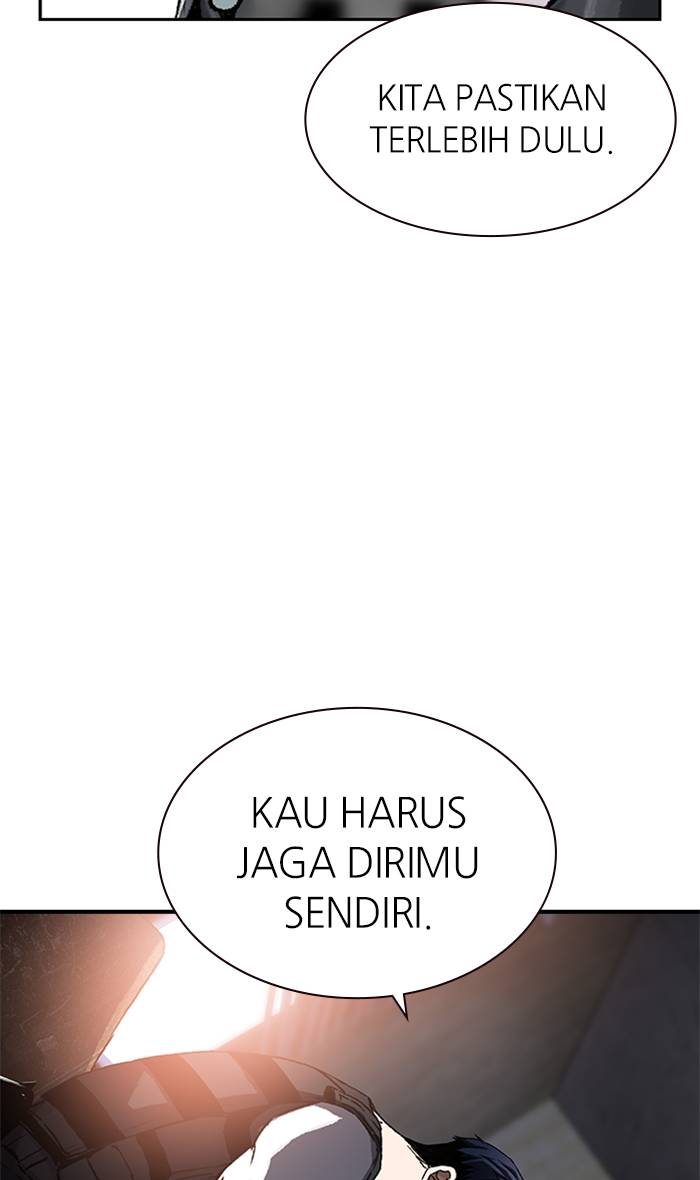 KITA PASTIKAN
TERLEBIH DULU.
KAU HARUS
JAGA DIRIMU
SENDIRI.